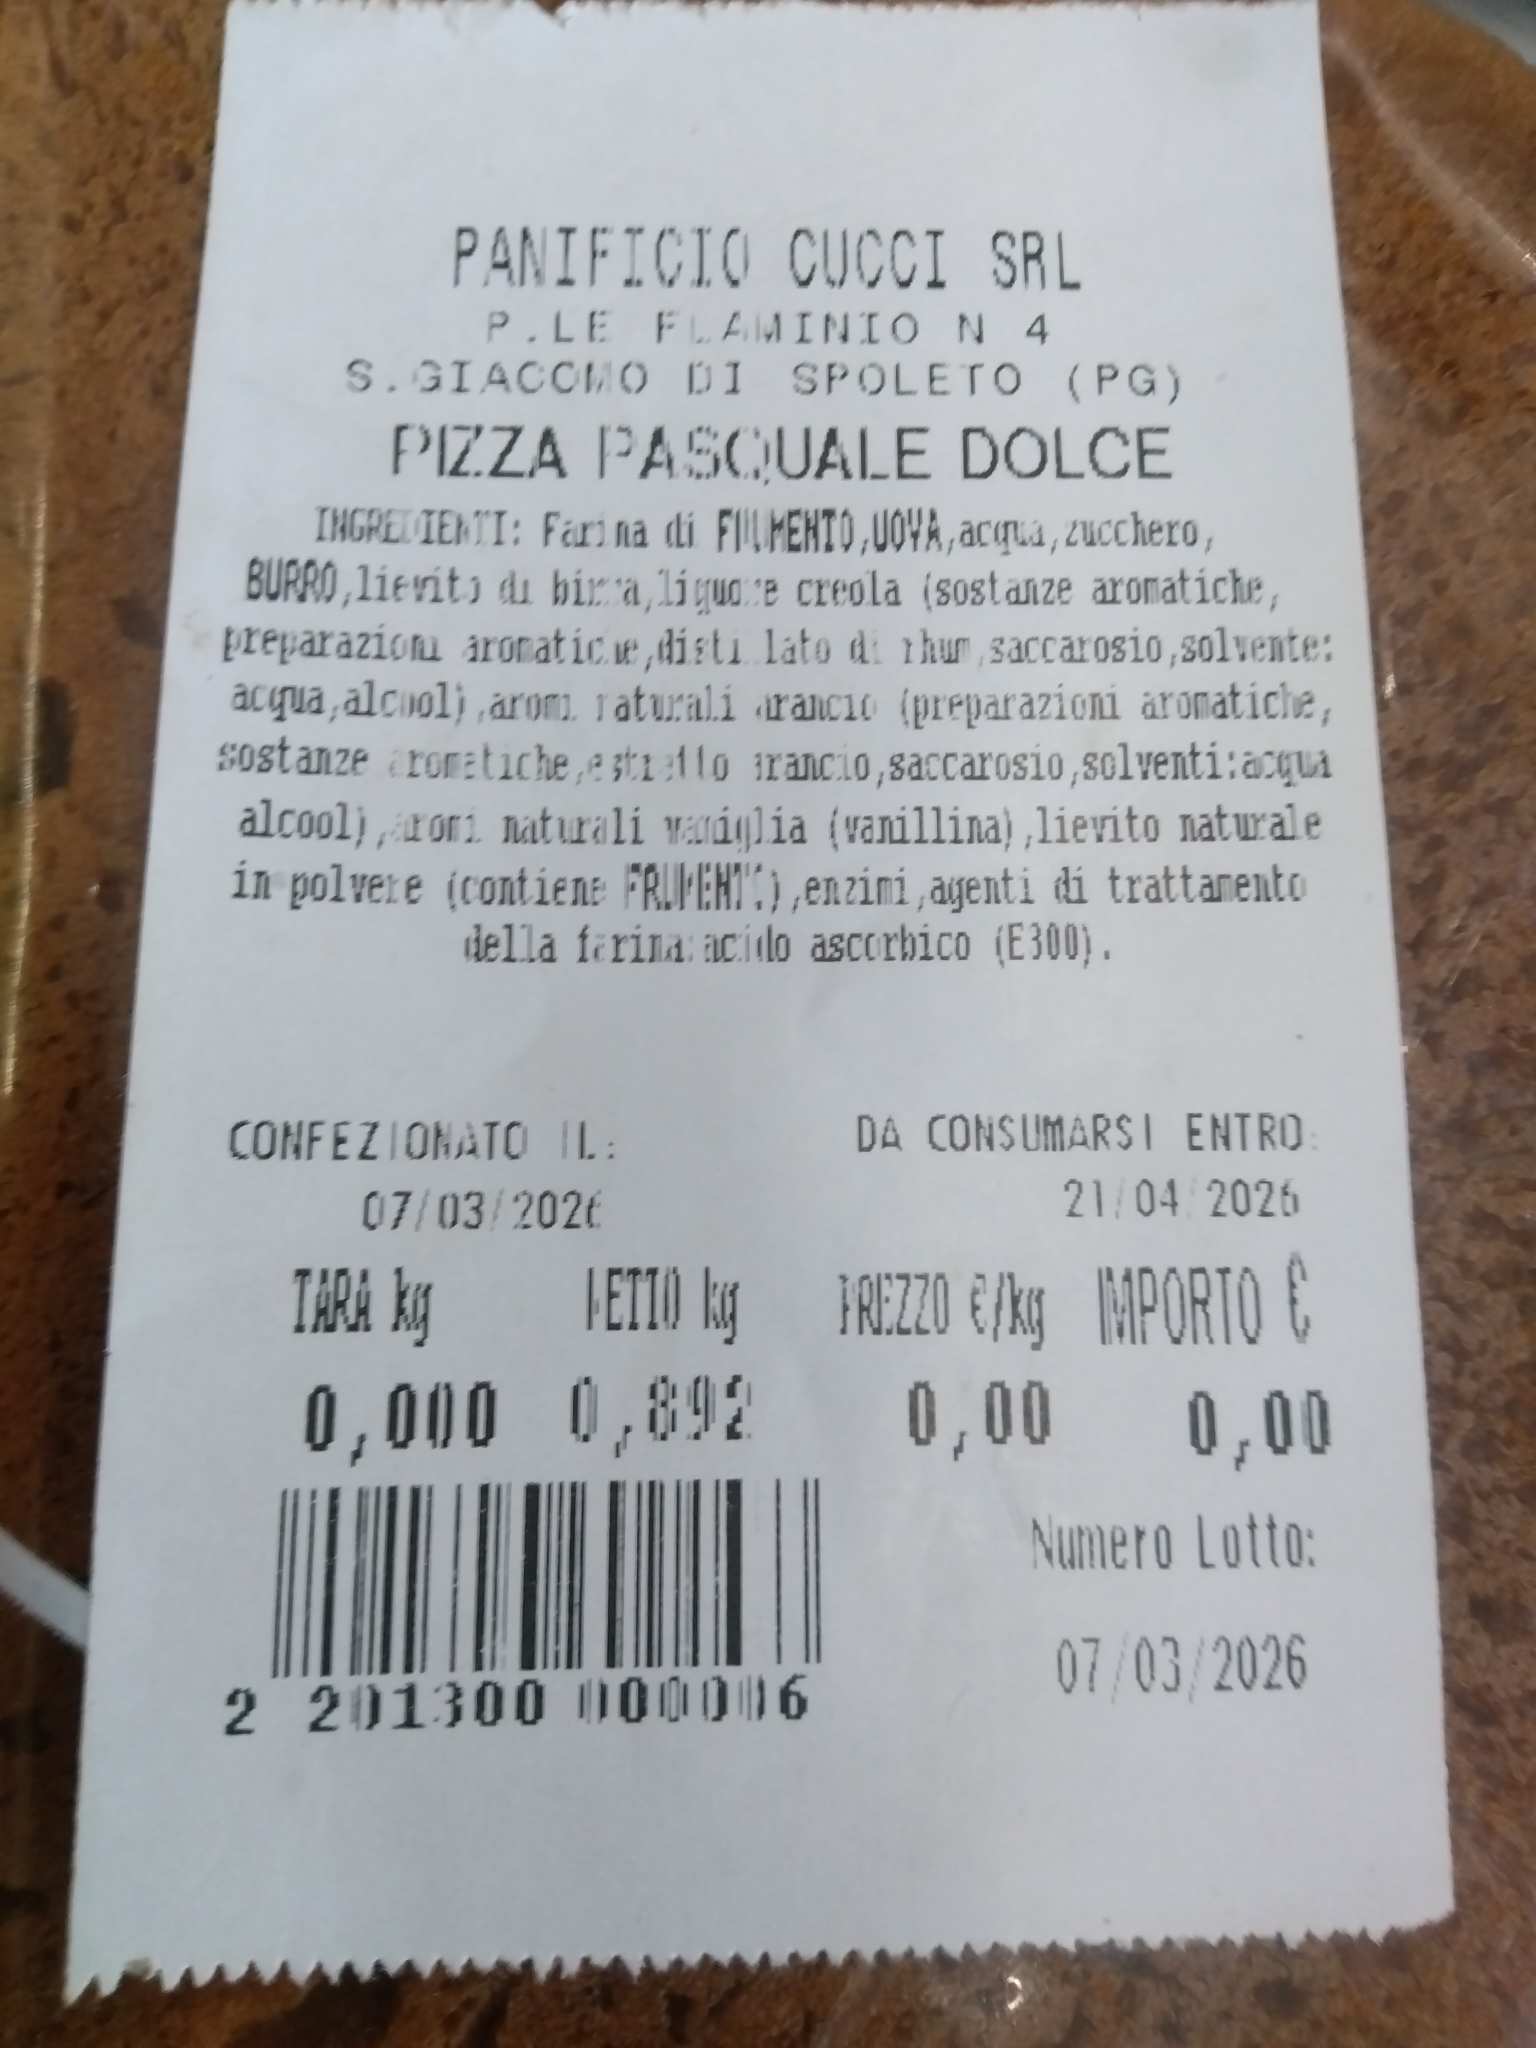 PANIFICIO CUCCI SRL
P.LE FLAMINIO N 4
S.GIACOMO DI SPOLETO (PG)
PIZZA PASQUALE DOLCE
INGREDIENTI: Farina di FRUMENTO,UOVA,acqua,zucchero,
BURRO,lievito di birra,liquore creola (sostanze aromatiche,
preparazioni aromatiche,distillato di rhum,saccarosio,solvente:
acqua,alcool),aromi naturali arancio (preparazioni aromatiche,
sostanze aromatiche,estratto arancio,saccarosio,solventi:acqua
alcool),aromi naturali vaniglia (vanillina),lievito naturale
in polvere (contiene FRUMENTO),enzimi,agenti di trattamento
della farina:acido ascorbico (E300).
CONFEZIONATO IL: DA CONSUMARSI ENTRO:
07/03/2026 21/04/2026
TARA kg NETTO kg PREZZO €/kg IMPORTO €
0,000 0,892 0,00 0,00
Numero Lotto:
07/03/2026
2 201300 000006